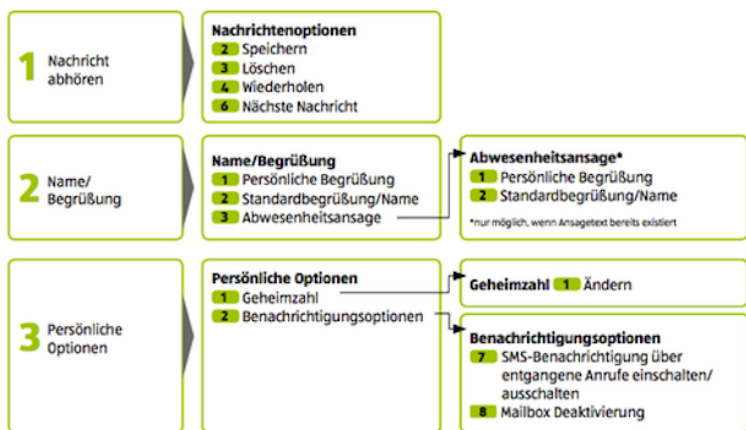 1 Nachricht
abhören
Nachrichtenoptionen
2 Speichern
3 Löschen
4 Wiederholen
6 Nächste Nachricht
2 Name/
Begrüßung
Name/Begrüßung
1 Persönliche Begrüßung
2 Standardbegrüßung/Name
3 Abwesenheitsansage
Abwesenheitsansage*
1 Persönliche Begrüßung
2 Standardbegrüßung/Name
*nur möglich, wenn Ansagetext bereits existiert
3 Persönliche
Optionen
Persönliche Optionen
1 Geheimzahl
2 Benachrichtigungsoptionen
Geheimzahl 1 Ändern
Benachrichtigungsoptionen
7 SMS-Benachrichtigung über
entgangene Anrufe einschalten/
ausschalten
8 Mailbox Deaktivierung